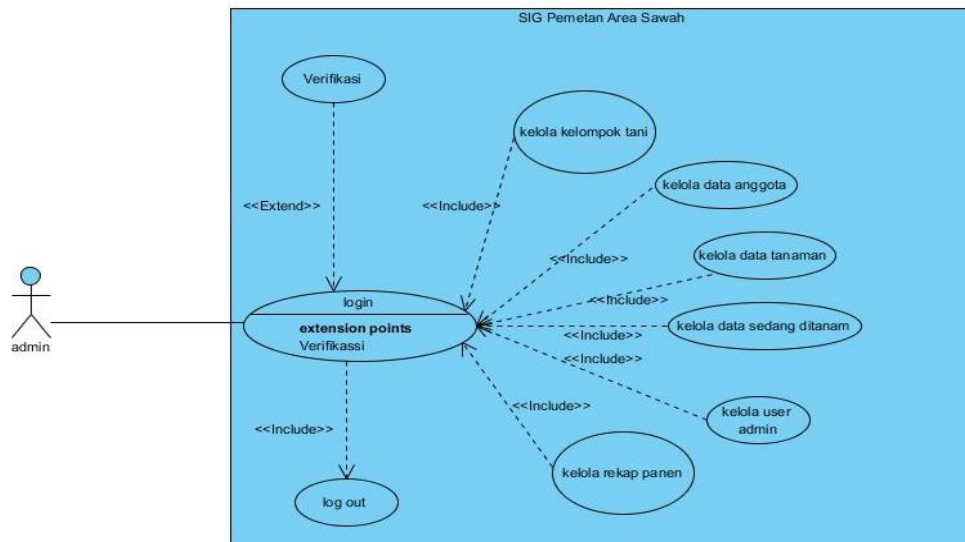 SIG Pemetan Area Sawah
Verifikasi
kelola kelompok tani
kelola data anggota
<<Extend>>
<<Include>>
kelola data tanaman
<<Include>>
<<Include>>
login
extension points
Verifikassi
kelola data sedang ditanam
<<Include>>
<<Include>>
admin
<<Include>>
<<Include>>
kelola user
admin
kelola rekap panen
log out